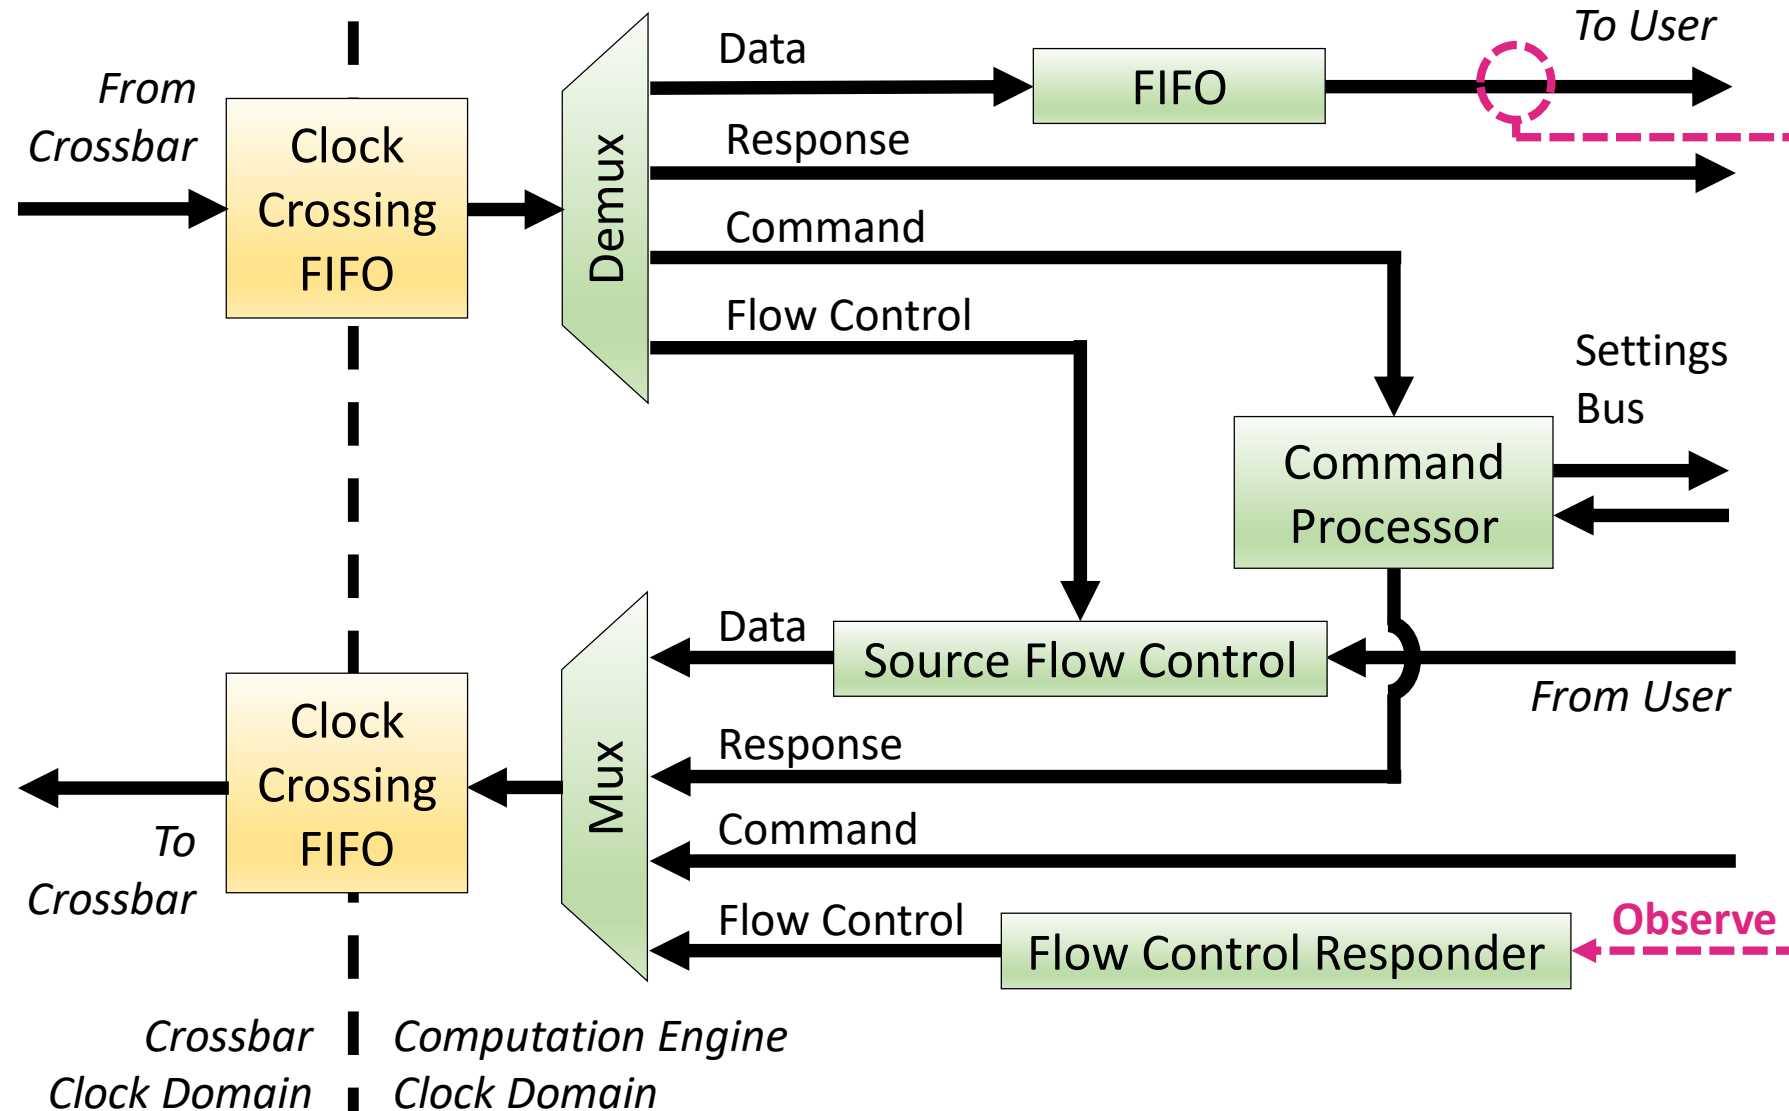 From
Crossbar
Clock
Crossing
FIFO
Demux
Data
FIFO
To User
Response
Command
Flow Control
Settings
Bus
Command
Processor
Data
Source Flow Control
From User
Clock
Crossing
FIFO
Mux
Response
To
Crossbar
Command
Flow Control
Flow Control Responder
Observe
Crossbar
Clock Domain
Computation Engine
Clock Domain